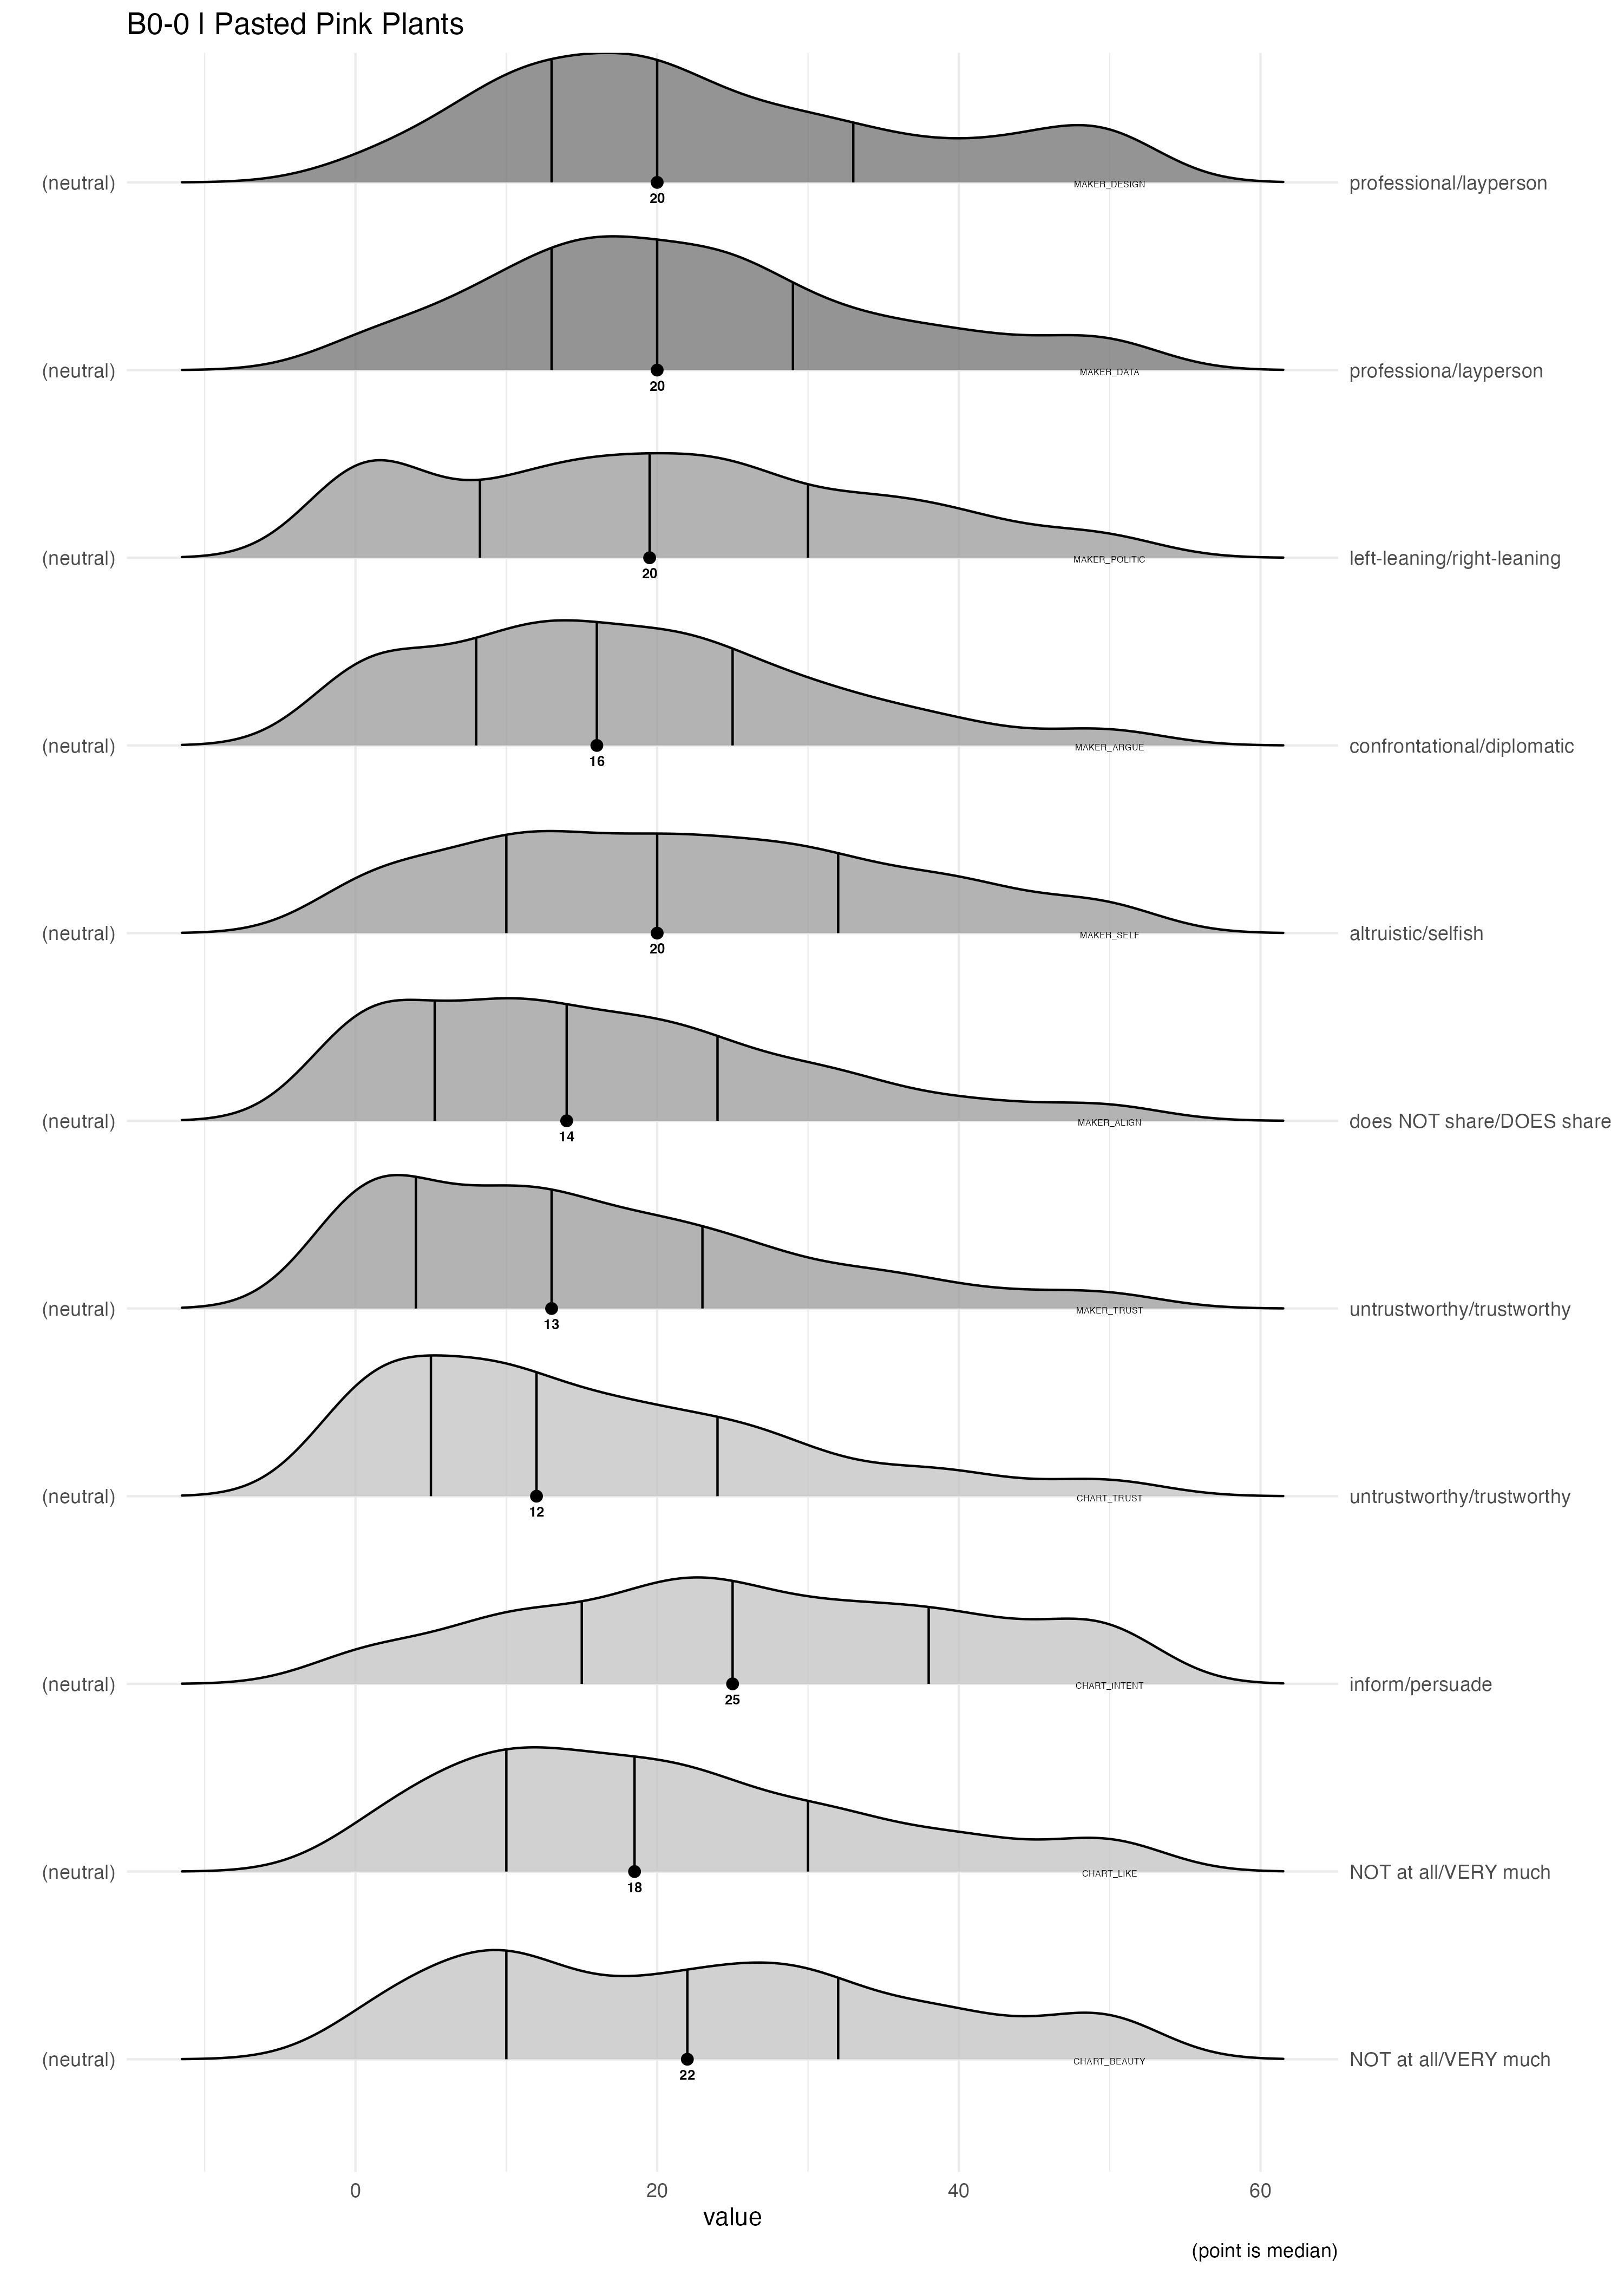 B0-0 | Pasted Pink Plants
(neutral) MAKER_DESIGN professional/layperson
20
(neutral) MAKER_DATA professiona/layperson
20
(neutral) MAKER_POLITIC left-leaning/right-leaning
20
(neutral) MAKER_ARGUE confrontational/diplomatic
16
(neutral) MAKER_SELF altruistic/selfish
20
(neutral) MAKER_ALIGN does NOT share/DOES share
14
(neutral) MAKER_TRUST untrustworthy/trustworthy
13
(neutral) CHART_TRUST untrustworthy/trustworthy
12
(neutral) CHART_INTENT inform/persuade
25
(neutral) CHART_LIKE NOT at all/VERY much
18
(neutral) CHART_BEAUTY NOT at all/VERY much
22
0 20 40 60
value
(point is median)